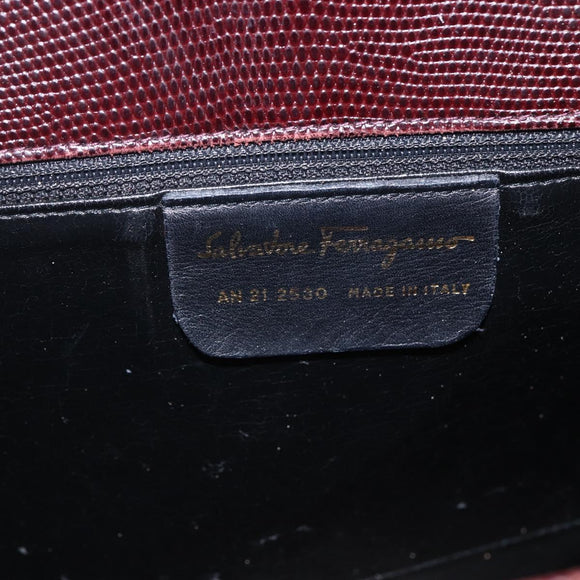 Salvatore Ferragamo
AN 21 2530 MADE IN ITALY